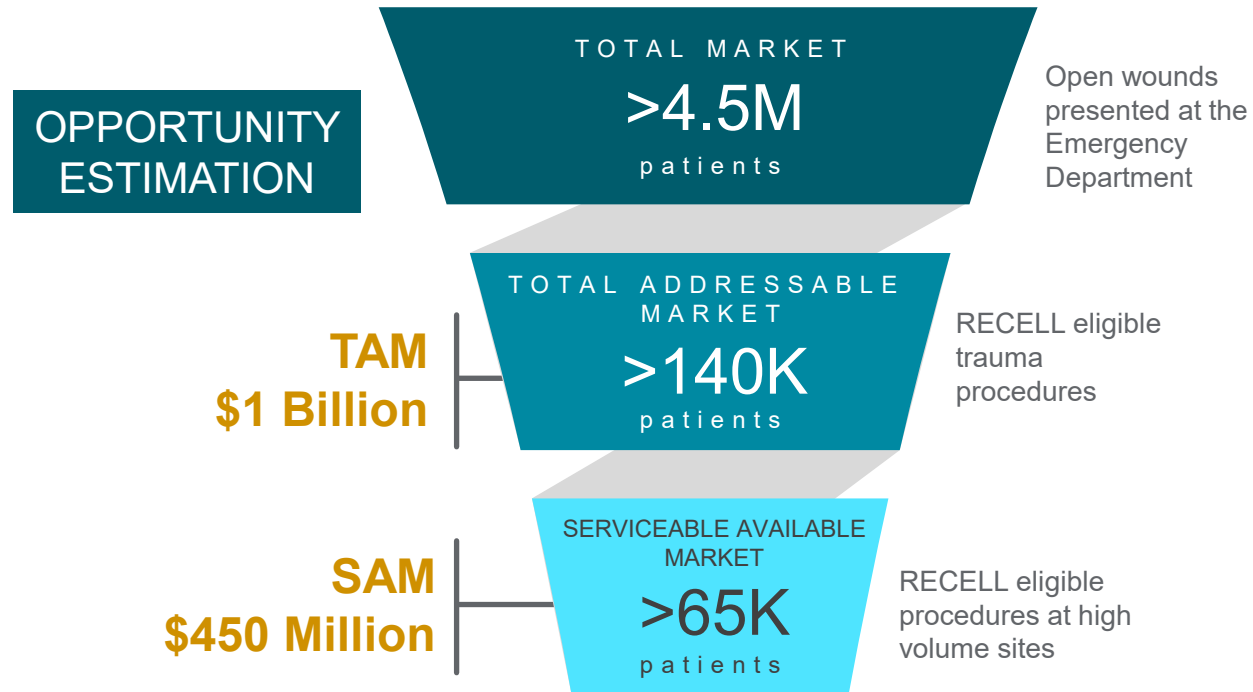 OPPORTUNITY
ESTIMATION
TOTAL MARKET
>4.5M
patients
Open wounds
presented at the
Emergency
Department
TOTAL ADDRESSABLE
MARKET
>140K
patients
TAM
$1 Billion
RECELL eligible
trauma
procedures
SERVICEABLE AVAILABLE
MARKET
>65K
patients
SAM
$450 Million
RECELL eligible
procedures at high
volume sites